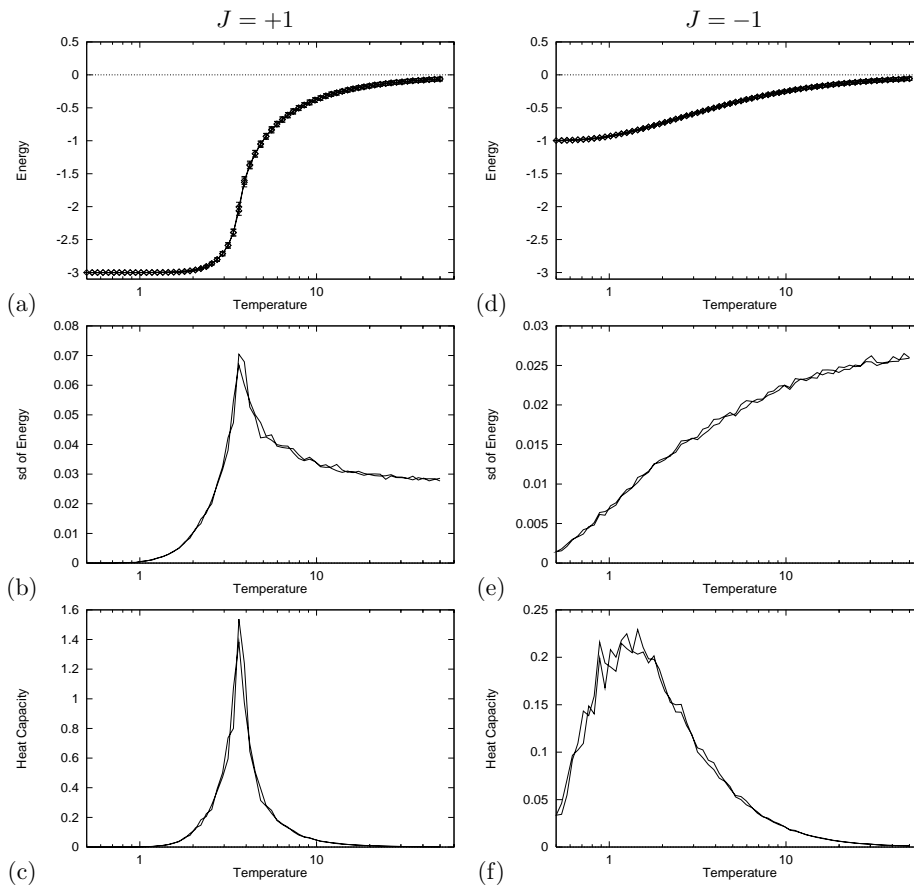 J = +1
J = −1
0.5
0
-0.5
-1
-1.5
-2
-2.5
-3
Energy
1
10
Temperature
(a)
0.5
0
-0.5
-1
-1.5
-2
-2.5
-3
Energy
1
10
Temperature
(d)
0.08
0.07
0.06
0.05
0.04
0.03
0.02
0.01
0
sd of Energy
1
10
Temperature
(b)
0.03
0.025
0.02
0.015
0.01
0.005
0
sd of Energy
1
10
Temperature
(e)
1.6
1.4
1.2
1
0.8
0.6
0.4
0.2
0
Heat Capacity
1
10
Temperature
(c)
0.25
0.2
0.15
0.1
0.05
0
Heat Capacity
1
10
Temperature
(f)